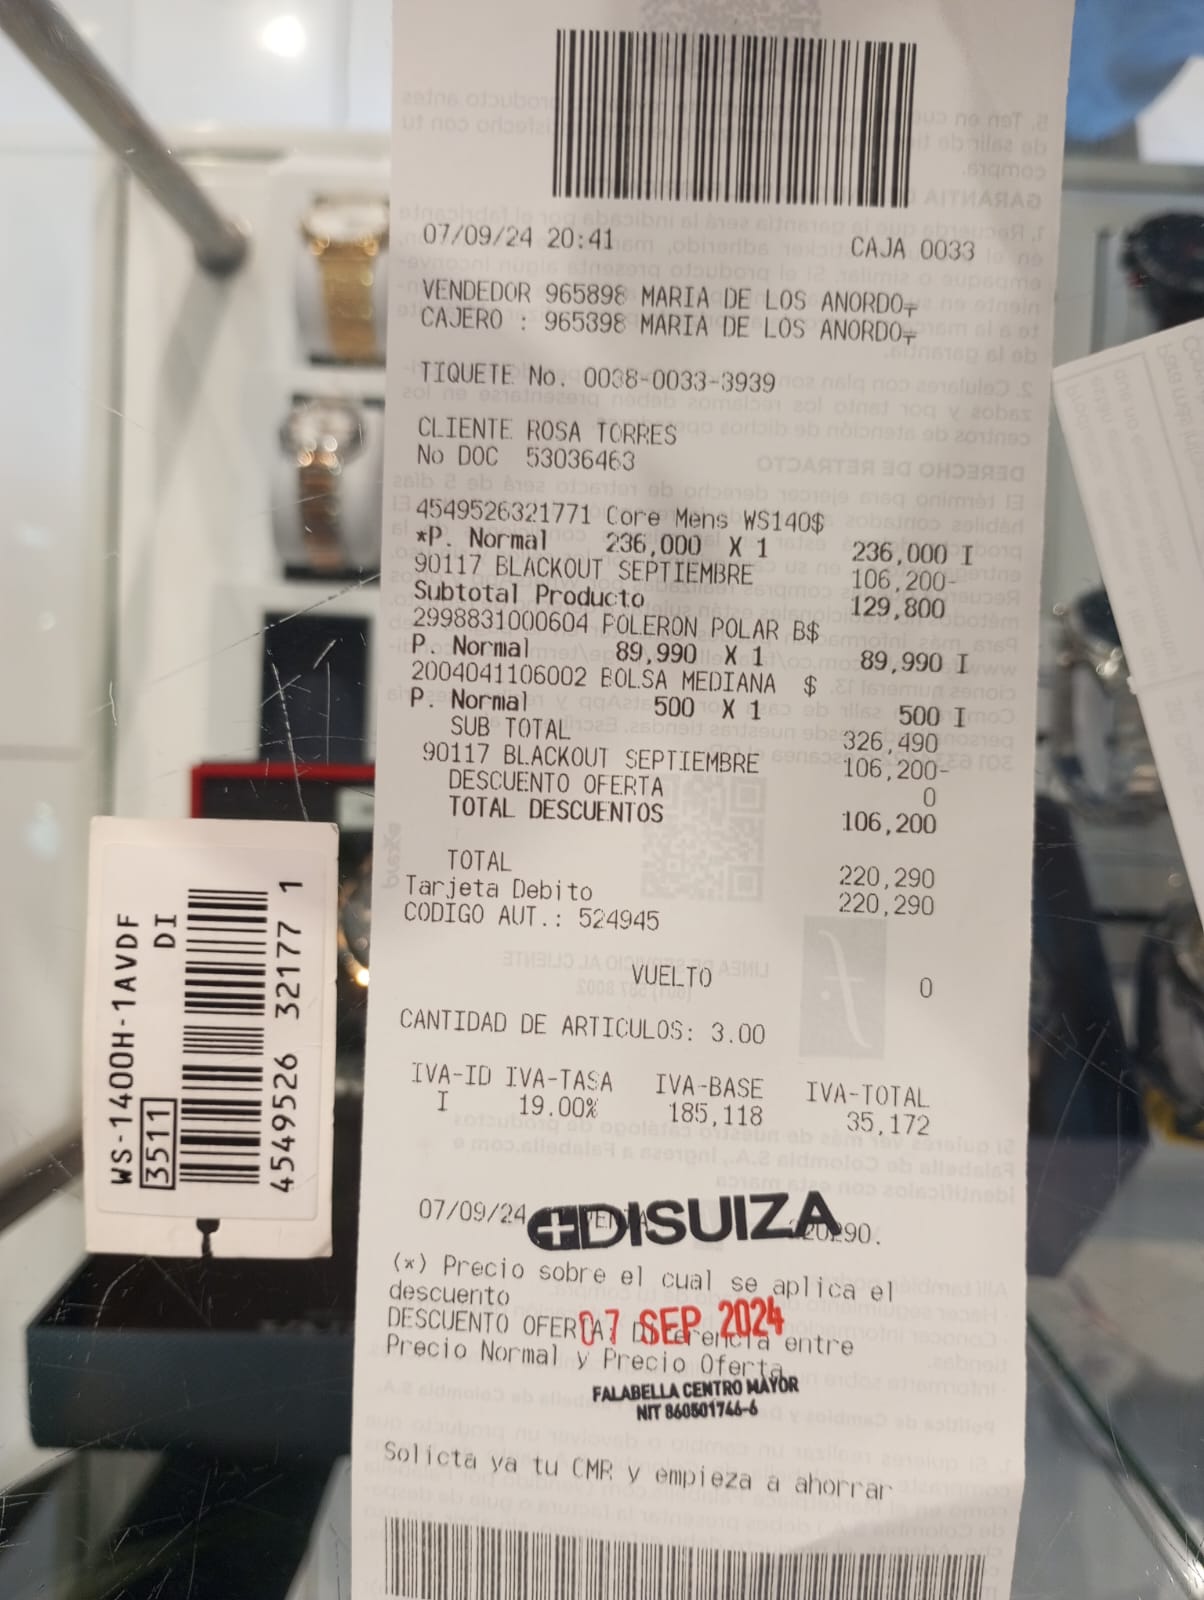 07/09/24 20:41 CAJA 0033
VENDEDOR 965898 MARIA DE LOS ANORDO
CAJERO : 965898 MARIA DE LOS ANORDO
TIQUETE No. 0038-0033-3939
CLIENTE ROSA TORRES
No DOC 53036463
4549526321771 Core Mens WS140$
*P. Normal 236,000 X 1 236,000 I
90117 BLACKOUT SEPTIEMBRE 106,200-
Subtotal Producto 129,800
2998831000604 POLERON POLAR B$
P. Normal 89,990 X 1 89,990 I
2004041106002 BOLSA MEDIANA $
P. Normal 500 X 1 500 I
SUB TOTAL 326,490
90117 BLACKOUT SEPTIEMBRE 106,200-
DESCUENTO OFERTA 0
TOTAL DESCUENTOS 106,200
TOTAL 220,290
Tarjeta Debito 220,290
CODIGO AUT.: 524945
VUELTO 0
CANTIDAD DE ARTICULOS: 3.00
IVA-ID IVA-TASA IVA-BASE IVA-TOTAL
I 19.00% 185,118 35,172
07/09/24 220290.
DISUIZA
(*) Precio sobre el cual se aplica el
descuento
DESCUENTO OFERTA: Diferencia entre
07 SEP 2024
Precio Normal y Precio Oferta
FALABELLA CENTRO MAYOR
NIT 860501746-6
Solicta ya tu CMR y empieza a ahorrar
WS-1400H-1AVDF
DI
3511
4549526 32177 1